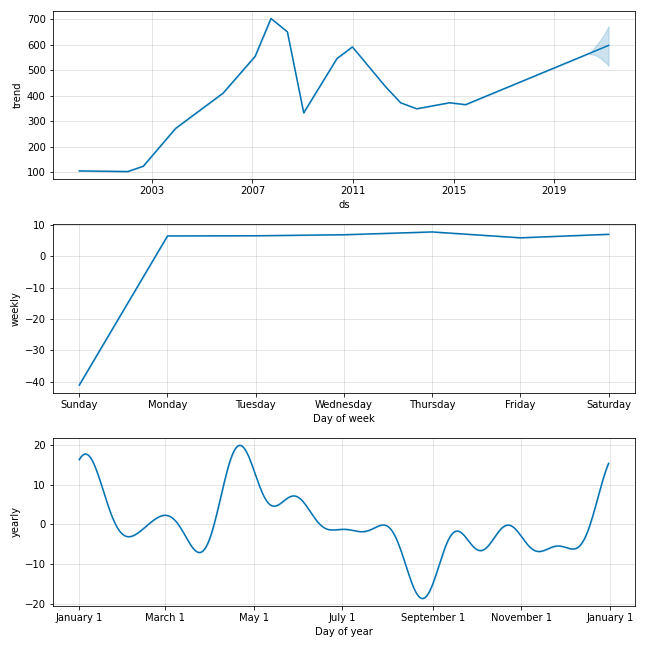 700
600
500
400
300
200
100
trend
2003 2007 2011 2015 2019
ds
10
0
−10
−20
−30
−40
weekly
Sunday Monday Tuesday Wednesday Thursday Friday Saturday
Day of week
20
10
0
−10
−20
yearly
January 1 March 1 May 1 July 1 September 1 November 1 January 1
Day of year